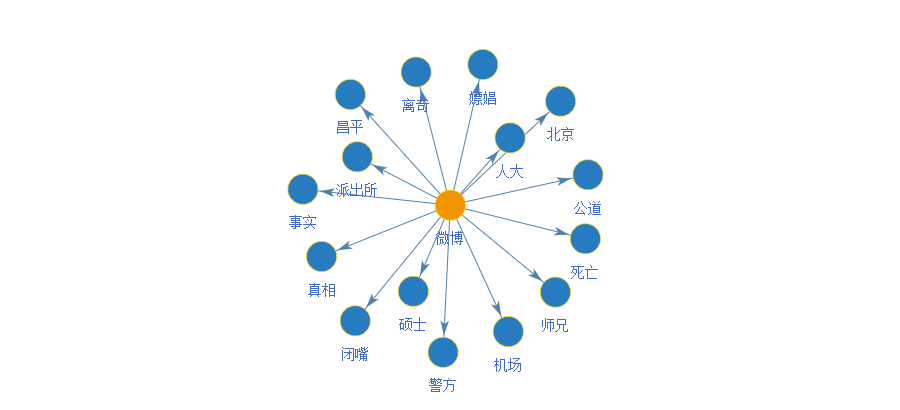 嫖娼
离奇
昌平
北京
人大
派出所
公道
事实
微博
死亡
真相
硕士
师兄
闭嘴
机场
警方